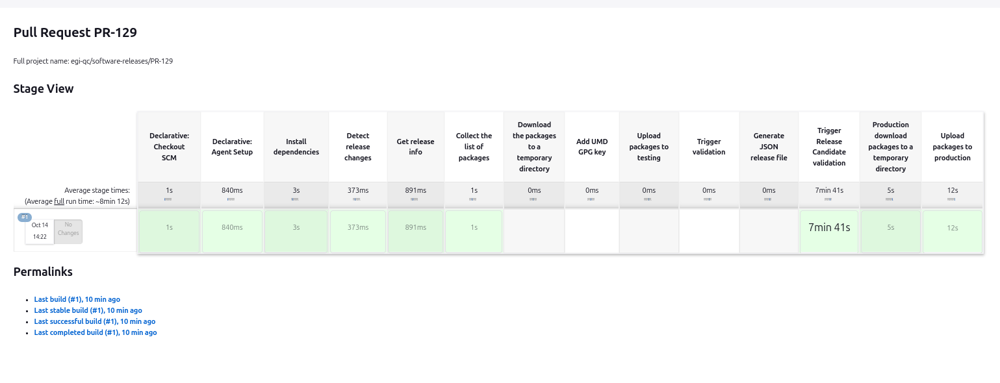 Pull Request PR-129
Full project name: egi-qc/software-releases/PR-129
Stage View
Declarative:
Checkout
SCM
Declarative:
Agent Setup
Install
dependencies
Detect
release
changes
Get release
info
Collect the
list of
packages
Download
the packages
to a
temporary
directory
Add UMD
GPG key
Upload
packages to
testing
Trigger
validation
Generate
JSON
release file
Trigger
Release
Candidate
validation
Production
download
packages to a
temporary
directory
Upload
packages to
production
Average stage times:
(Average full run time: ~8min 12s)
1s
840ms
3s
373ms
891ms
1s
0ms
0ms
0ms
0ms
0ms
7min 41s
5s
12s
#1
Oct 14
14:22
No
Changes
1s
840ms
3s
373ms
891ms
1s
7min 41s
5s
12s
Permalinks
• Last build (#1), 10 min ago
• Last stable build (#1), 10 min ago
• Last successful build (#1), 10 min ago
• Last completed build (#1), 10 min ago